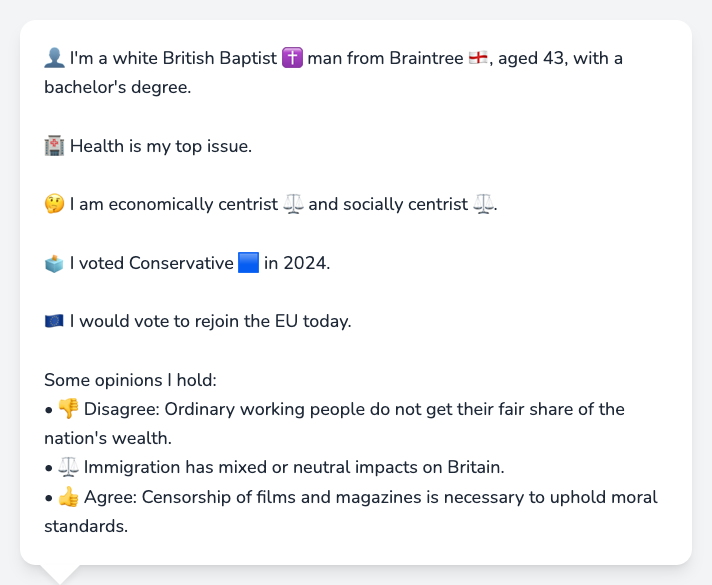 👤 I'm a white British Baptist ✝️ man from Braintree 🏴󠁧󠁢󠁥󠁮󠁧󠁿, aged 43, with a
bachelor's degree.
🏥 Health is my top issue.
🤔 I am economically centrist ⚖️ and socially centrist ⚖️.
🗳️ I voted Conservative 🟦 in 2024.
🇪🇺 I would vote to rejoin the EU today.
Some opinions I hold:
• 👎 Disagree: Ordinary working people do not get their fair share of the
nation's wealth.
• ⚖️ Immigration has mixed or neutral impacts on Britain.
• 👍 Agree: Censorship of films and magazines is necessary to uphold moral
standards.